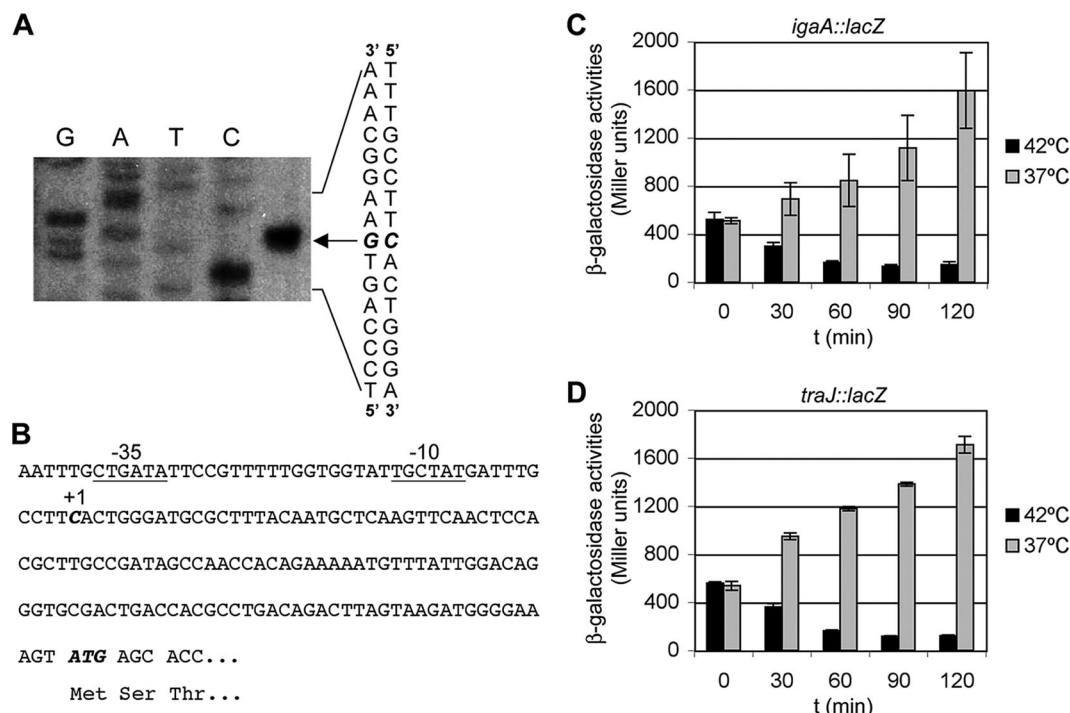 A
G A T C
3' 5'
A T
A T
A T
C G
G C
G C
A T
A T
G C
T A
G C
A T
C G
C G
C G
T A
5' 3'
B
-35 -10
AATTTGCTGATATTCCGTTTTTGGTGGTATTGCTATGATTTG
+1
CCTTCACTGGGATGCGCTTTACAATGCTCAAGTTCAACTCCA
CGCTTGCCGATAGCCAACCACAGAAAAATGTTTATTGGACAG
GGTGCGACTGACCACGCCTGACAGACTTAGTAAGATGGGGAA
AGT ATG AGC ACC...
Met Ser Thr...
C
igaA::lacZ
β-galactosidase activities
(Miller units)
2000
1600
1200
800
400
0
0 30 60 90 120
t (min)
42ºC
37ºC
D
traJ::lacZ
β-galactosidase activities
(Miller units)
2000
1600
1200
800
400
0
0 30 60 90 120
t (min)
42ºC
37ºC